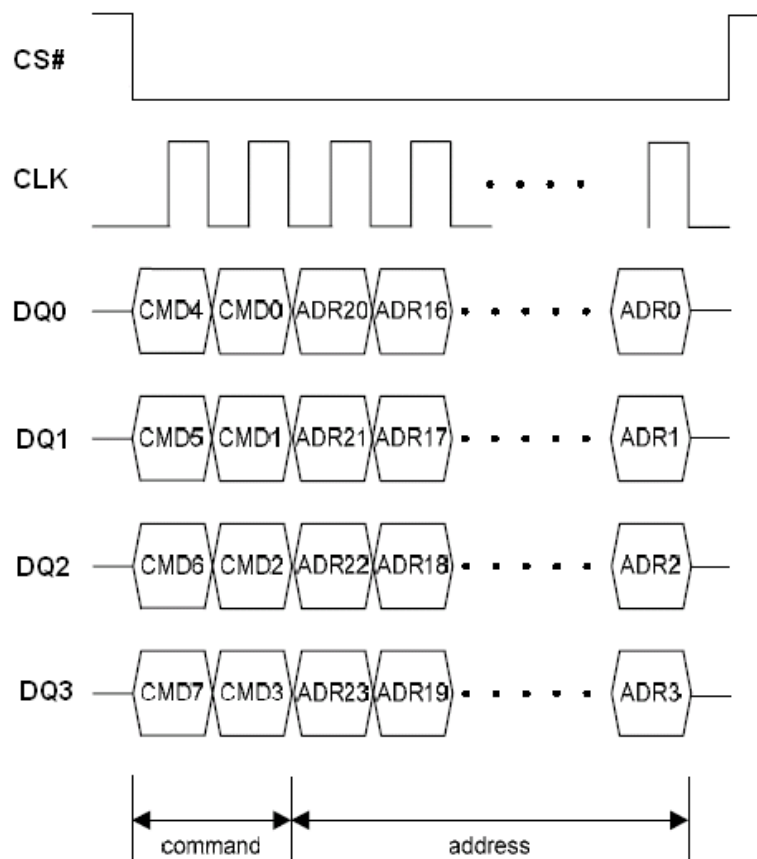 CS#
CLK
DQ0 CMD4 CMD0 ADR20 ADR16 ADR0
DQ1 CMD5 CMD1 ADR21 ADR17 ADR1
DQ2 CMD6 CMD2 ADR22 ADR18 ADR2
DQ3 CMD7 CMD3 ADR23 ADR19 ADR3
command address